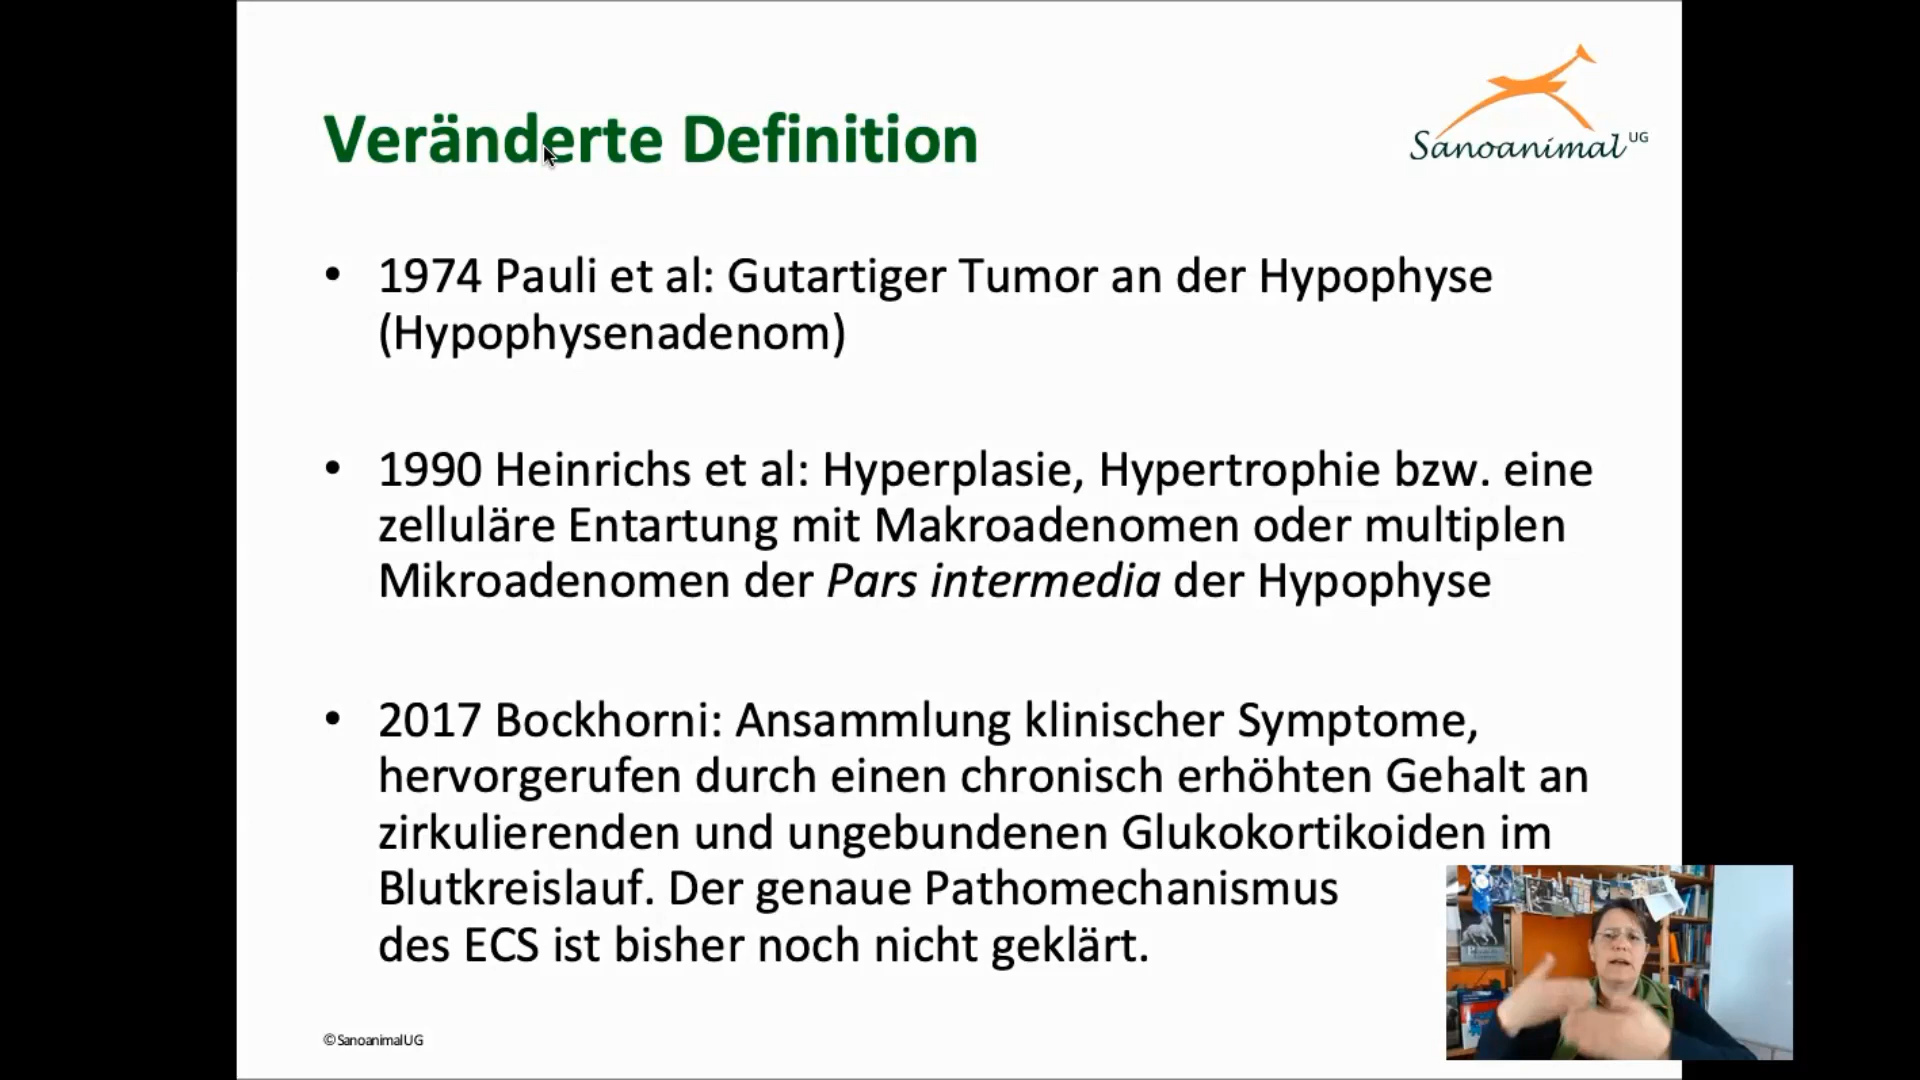 Veränderte Definition
Sanoanimal UG
• 1974 Pauli et al: Gutartiger Tumor an der Hypophyse
(Hypophysenadenom)
• 1990 Heinrichs et al: Hyperplasie, Hypertrophie bzw. eine
zelluläre Entartung mit Makroadenomen oder multiplen
Mikroadenomen der Pars intermedia der Hypophyse
• 2017 Bockhorni: Ansammlung klinischer Symptome,
hervorgerufen durch einen chronisch erhöhten Gehalt an
zirkulierenden und ungebundenen Glukokortikoiden im
Blutkreislauf. Der genaue Pathomechanismus
des ECS ist bisher noch nicht geklärt.
© Sanoanimal UG